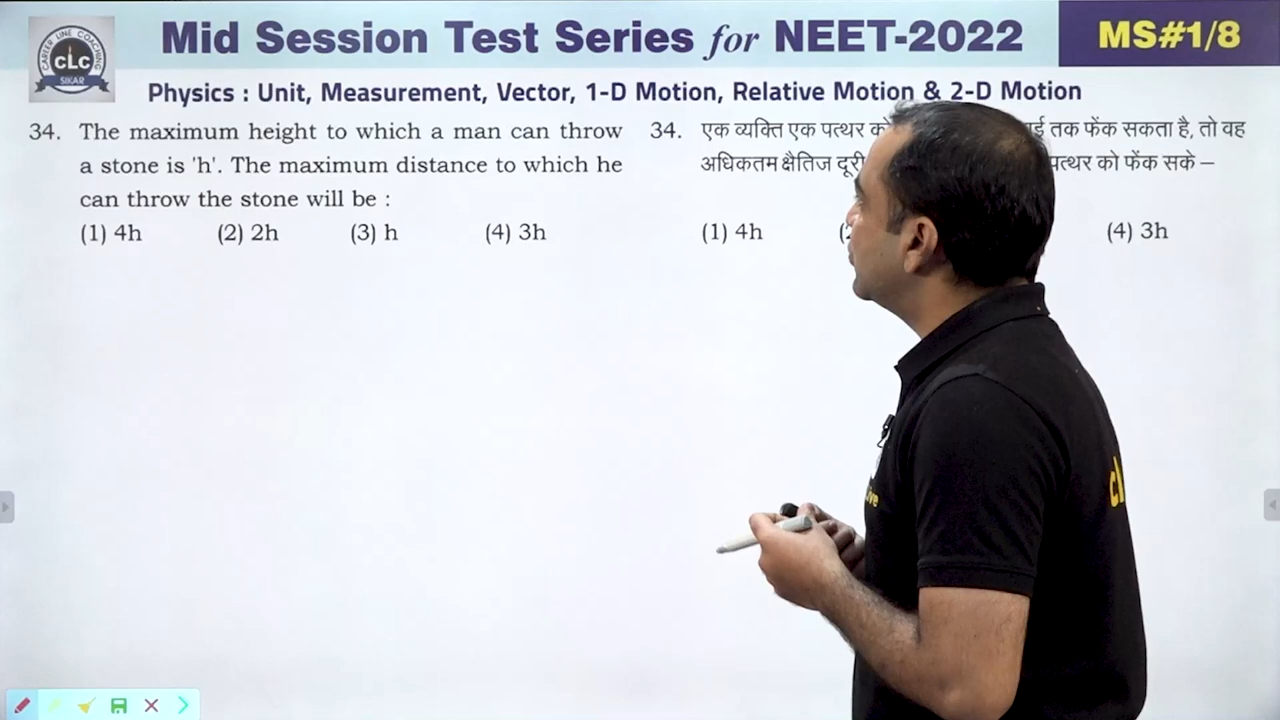 Mid Session Test Series for NEET-2022
MS#1/8
CAREER LINE COACHING
CLC
SIKAR
Physics : Unit, Measurement, Vector, 1-D Motion, Relative Motion & 2-D Motion
34. The maximum height to which a man can throw
a stone is 'h'. The maximum distance to which he
can throw the stone will be :
(1) 4h (2) 2h (3) h (4) 3h
34. एक व्यक्ति एक पत्थर तक फेंक सकता है, तो वह
अधिकतम क्षैतिज दूरी पत्थर को फेंक सके –
(1) 4h (4) 3h